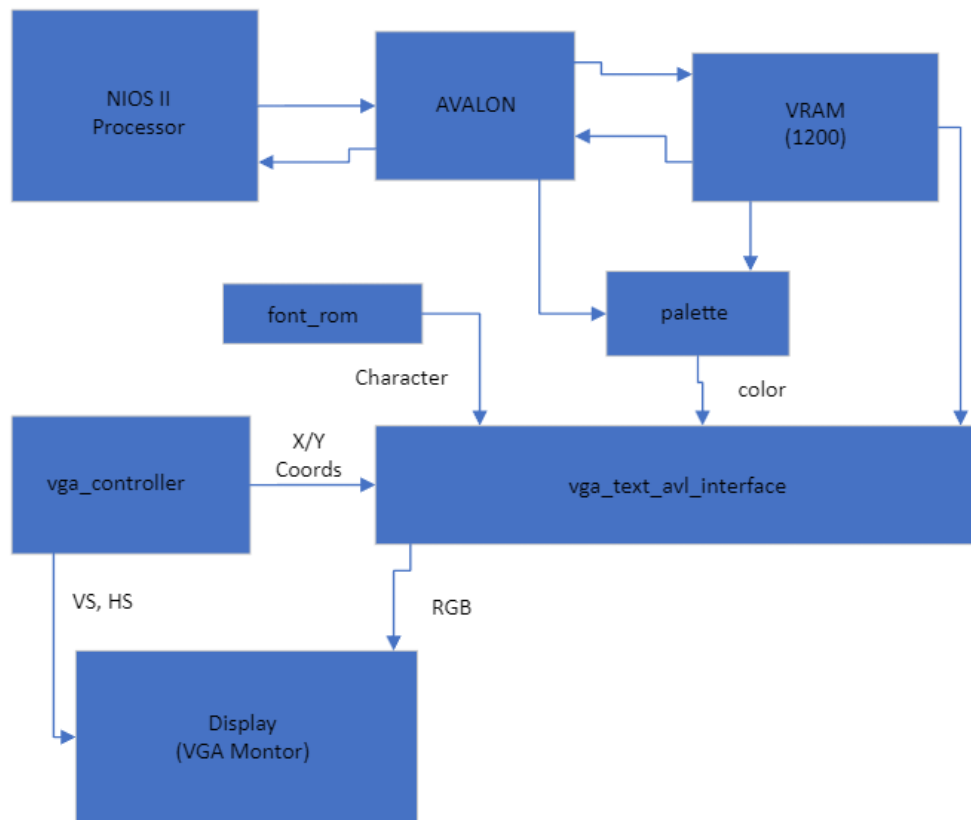 NIOS II
Processor
AVALON
VRAM
(1200)
font_rom
palette
Character
color
vga_controller
X/Y
Coords
vga_text_avl_interface
VS, HS
RGB
Display
(VGA Montor)